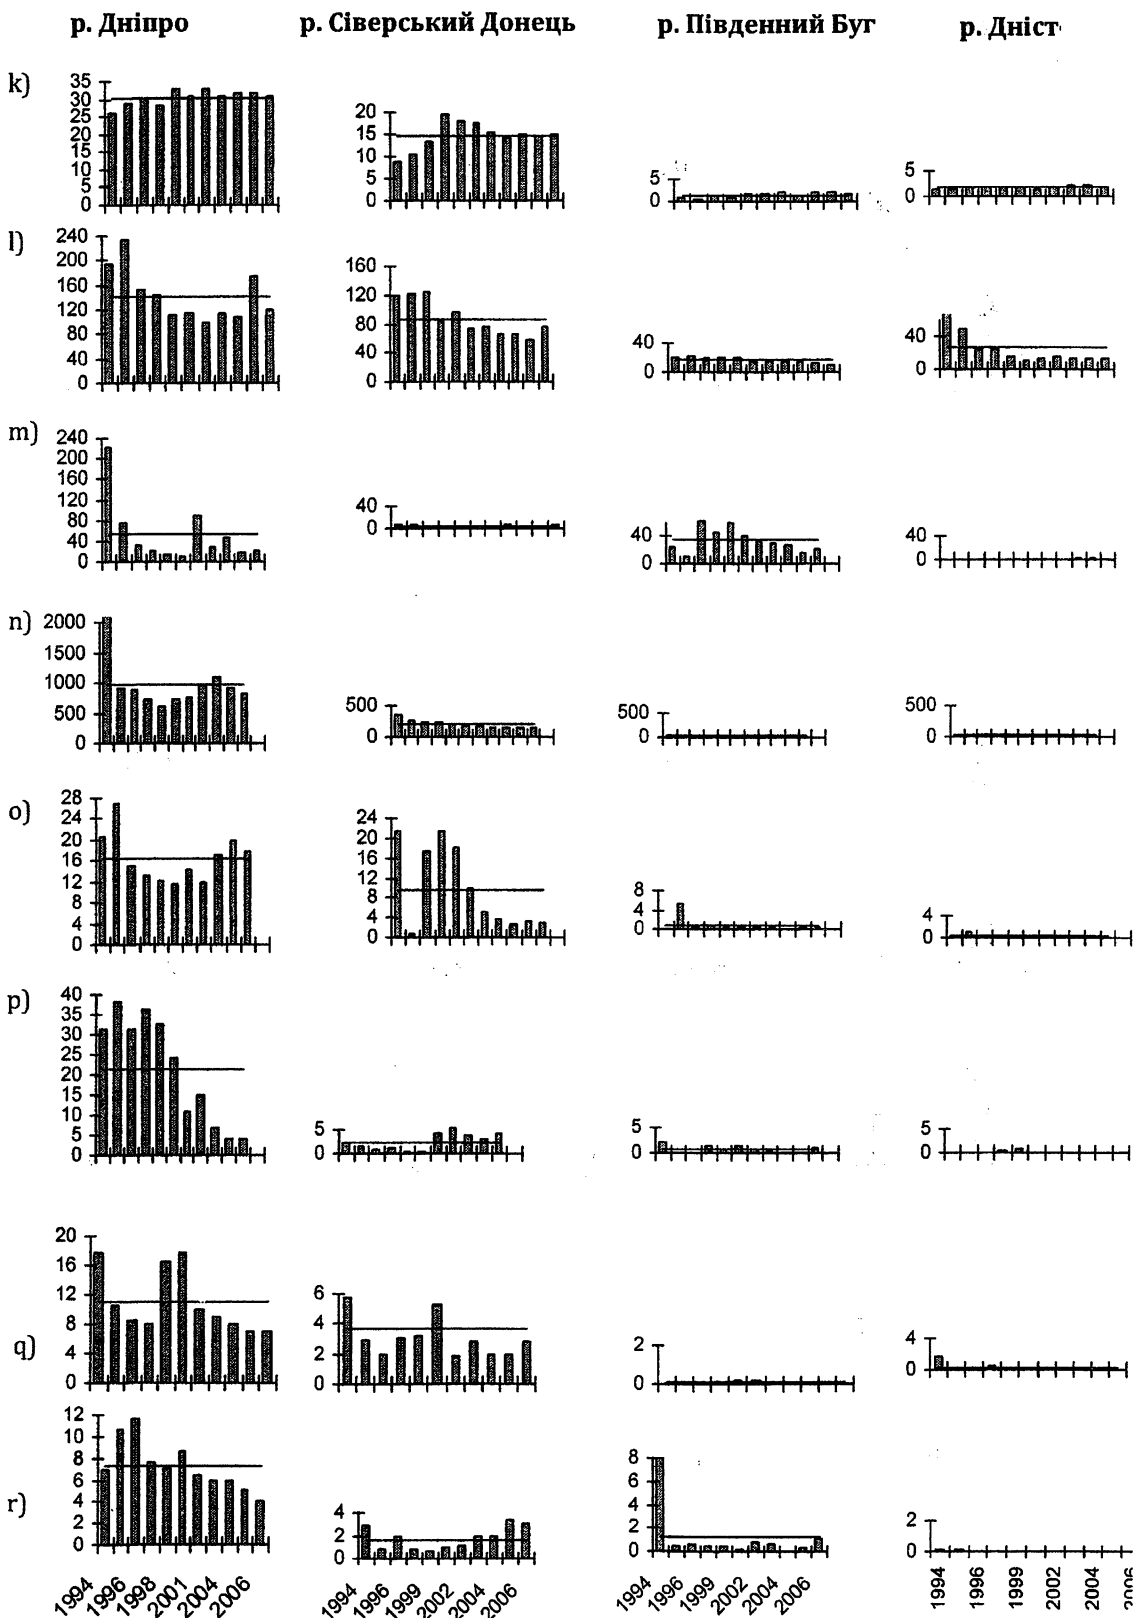 р. Дніпро р. Сіверський Донець р. Південний Буг р. Дніст
k)
35 30 25 20 15 10 5 0
20 15 10 5 0
5 0
5 0
l)
240 200 160 120 80 40 0
160 120 80 40 0
40 0
40 0
m)
240 200 160 120 80 40 0
40 0
40 0
40 0
n)
2000 1500 1000 500 0
500 0
500 0
500 0
o)
28 24 20 16 12 8 4 0
24 20 16 12 8 4 0
8 4 0
4 0
p)
40 35 30 25 20 15 10 5 0
5 0
5 0
5 0
q)
20 16 12 8 4 0
6 4 2 0
2 0
4 0
r)
12 10 8 6 4 2 0
4 2 0
8 6 4 2 0
2 0
1994 1996 1998 2001 2004 2006
1994 1996 1999 2002 2004 2006
1994 1996 1999 2002 2004 2006
1994 1996 1999 2002 2004 2006